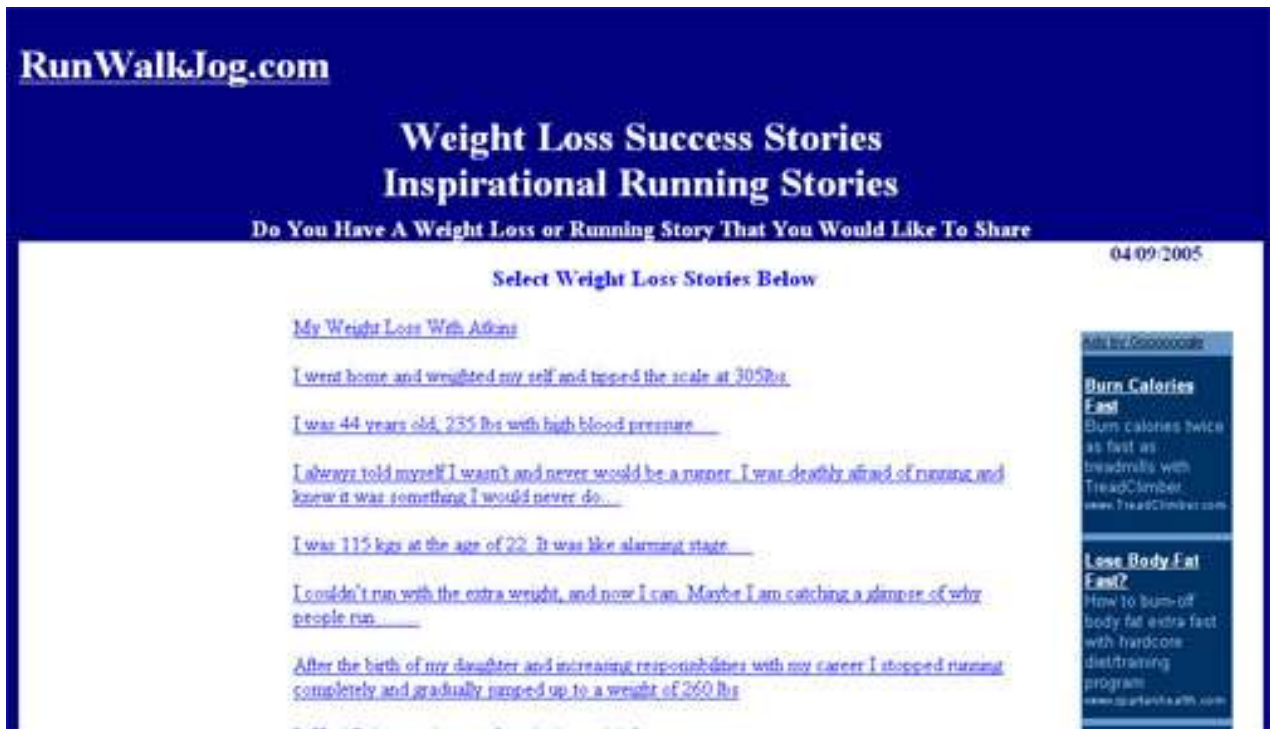 RunWalkJog.com
Weight Loss Success Stories
Inspirational Running Stories
Do You Have A Weight Loss or Running Story That You Would Like To Share
04/09/2005
Select Weight Loss Stories Below
My Weight Loss With Atkins
I went home and weighted my self and tipped the scale at 305lbs.
I was 44 years old, 235 lbs with high blood pressure.....
I always told myself I wasn't and never would be a runner. I was deathly afraid of running and
knew it was something I would never do....
I was 115 kgs at the age of 22. It was like alarming stage.....
I couldn't run with the extra weight, and now I can. Maybe I am catching a glimpse of why
people run.........
After the birth of my daughter and increasing responsibilities with my career I stopped running
completely and gradually jumped up to a weight of 260 lbs
Ads by Goooooogle
Burn Calories
Fast
Burn calories twice
as fast as
treadmills with
TreadClimber
www.TreadClimber.com
Lose Body Fat
Fast?
How to burn-off
body fat extra fast
with hardcore
diet/training
program
www.spartanhealth.com